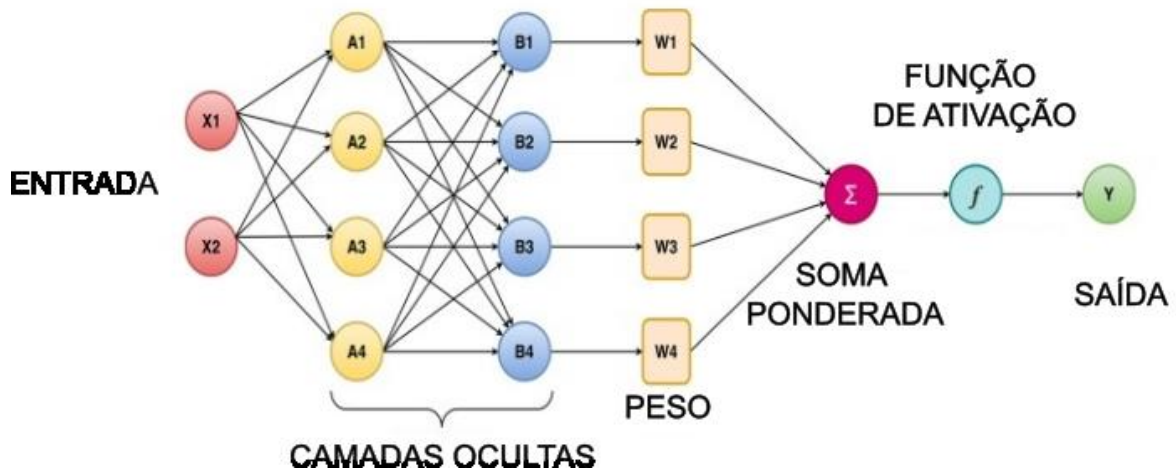 A1
B1
W1
FUNÇÃO
DE ATIVAÇÃO
X1
A2
B2
W2
ENTRADA
Σ
f
Y
X2
A3
B3
W3
SOMA
PONDERADA
SAÍDA
A4
B4
W4
PESO
CAMADAS OCULTAS